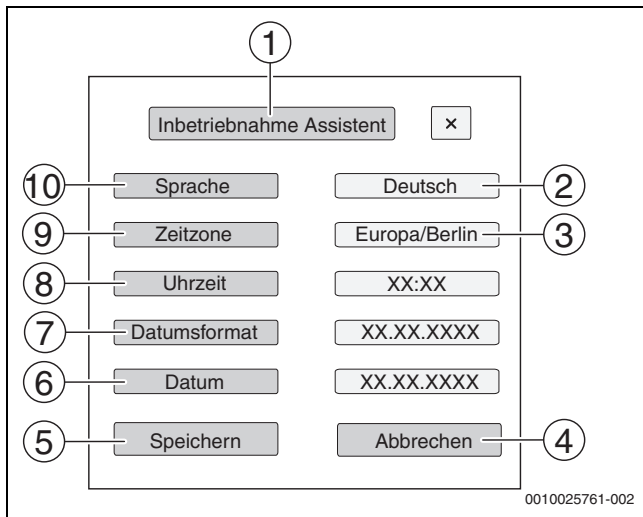 1
Inbetriebnahme Assistent ×
10 Sprache Deutsch 2
9 Zeitzone Europa/Berlin 3
8 Uhrzeit XX:XX
7 Datumsformat XX.XX.XXXX
6 Datum XX.XX.XXXX
5 Speichern Abbrechen 4
0010025761-002